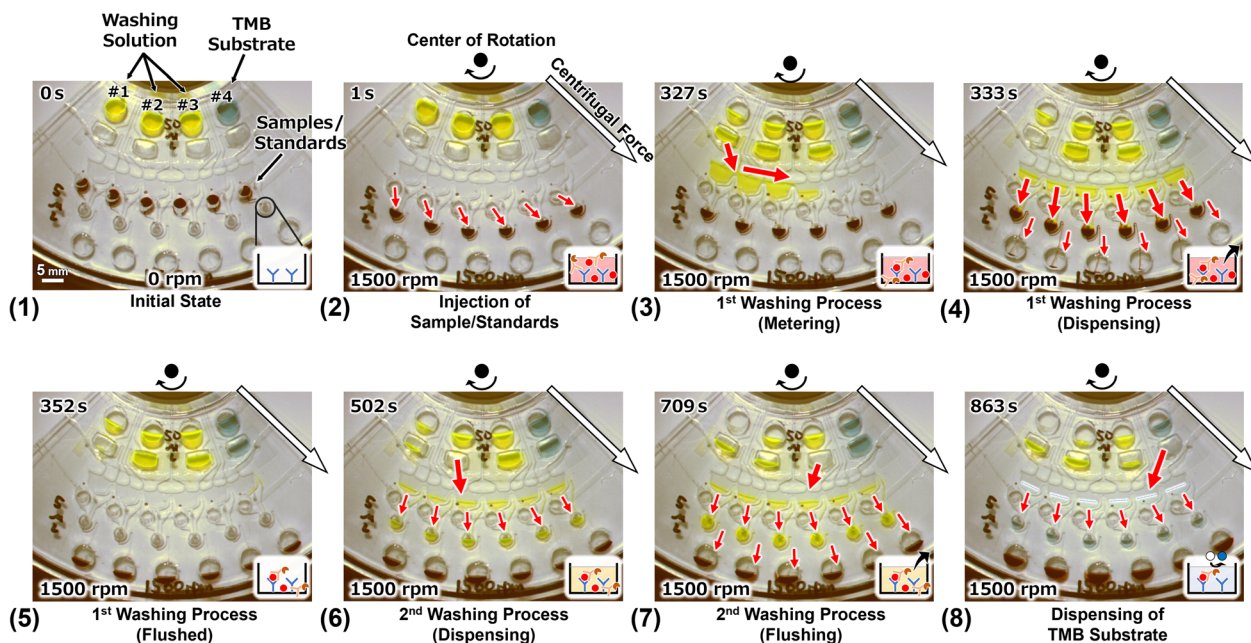 Washing
Solution
TMB
Substrate
#1
#2
#3
#4
0 s
Samples/
Standards
5 mm
0 rpm
(1)
Initial State
Center of Rotation
Centrifugal Force
1 s
1500 rpm
(2)
Injection of
Sample/Standards
327 s
1500 rpm
(3)
1st Washing Process
(Metering)
333 s
1500 rpm
(4)
1st Washing Process
(Dispensing)
352 s
1500 rpm
(5)
1st Washing Process
(Flushed)
502 s
1500 rpm
(6)
2nd Washing Process
(Dispensing)
709 s
1500 rpm
(7)
2nd Washing Process
(Flushing)
863 s
1500 rpm
(8)
Dispensing of
TMB Substrate